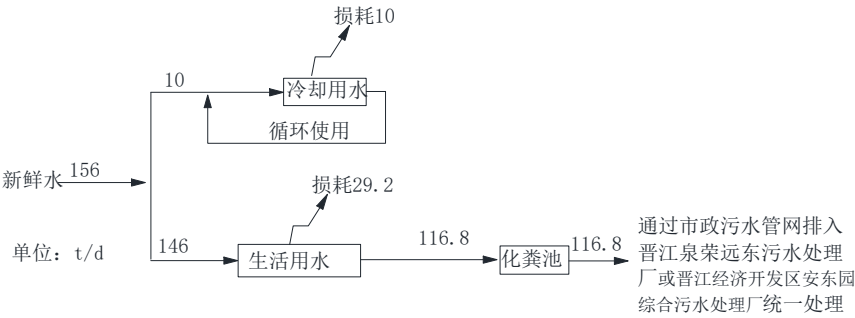 损耗10
10
冷却用水
循环使用
新鲜水 156
损耗29.2
单位：t/d
146
生活用水
116.8
化粪池
116.8
通过市政污水管网排入
晋江泉荣远东污水处理
厂或晋江经济开发区安东园
综合污水处理厂统一处理